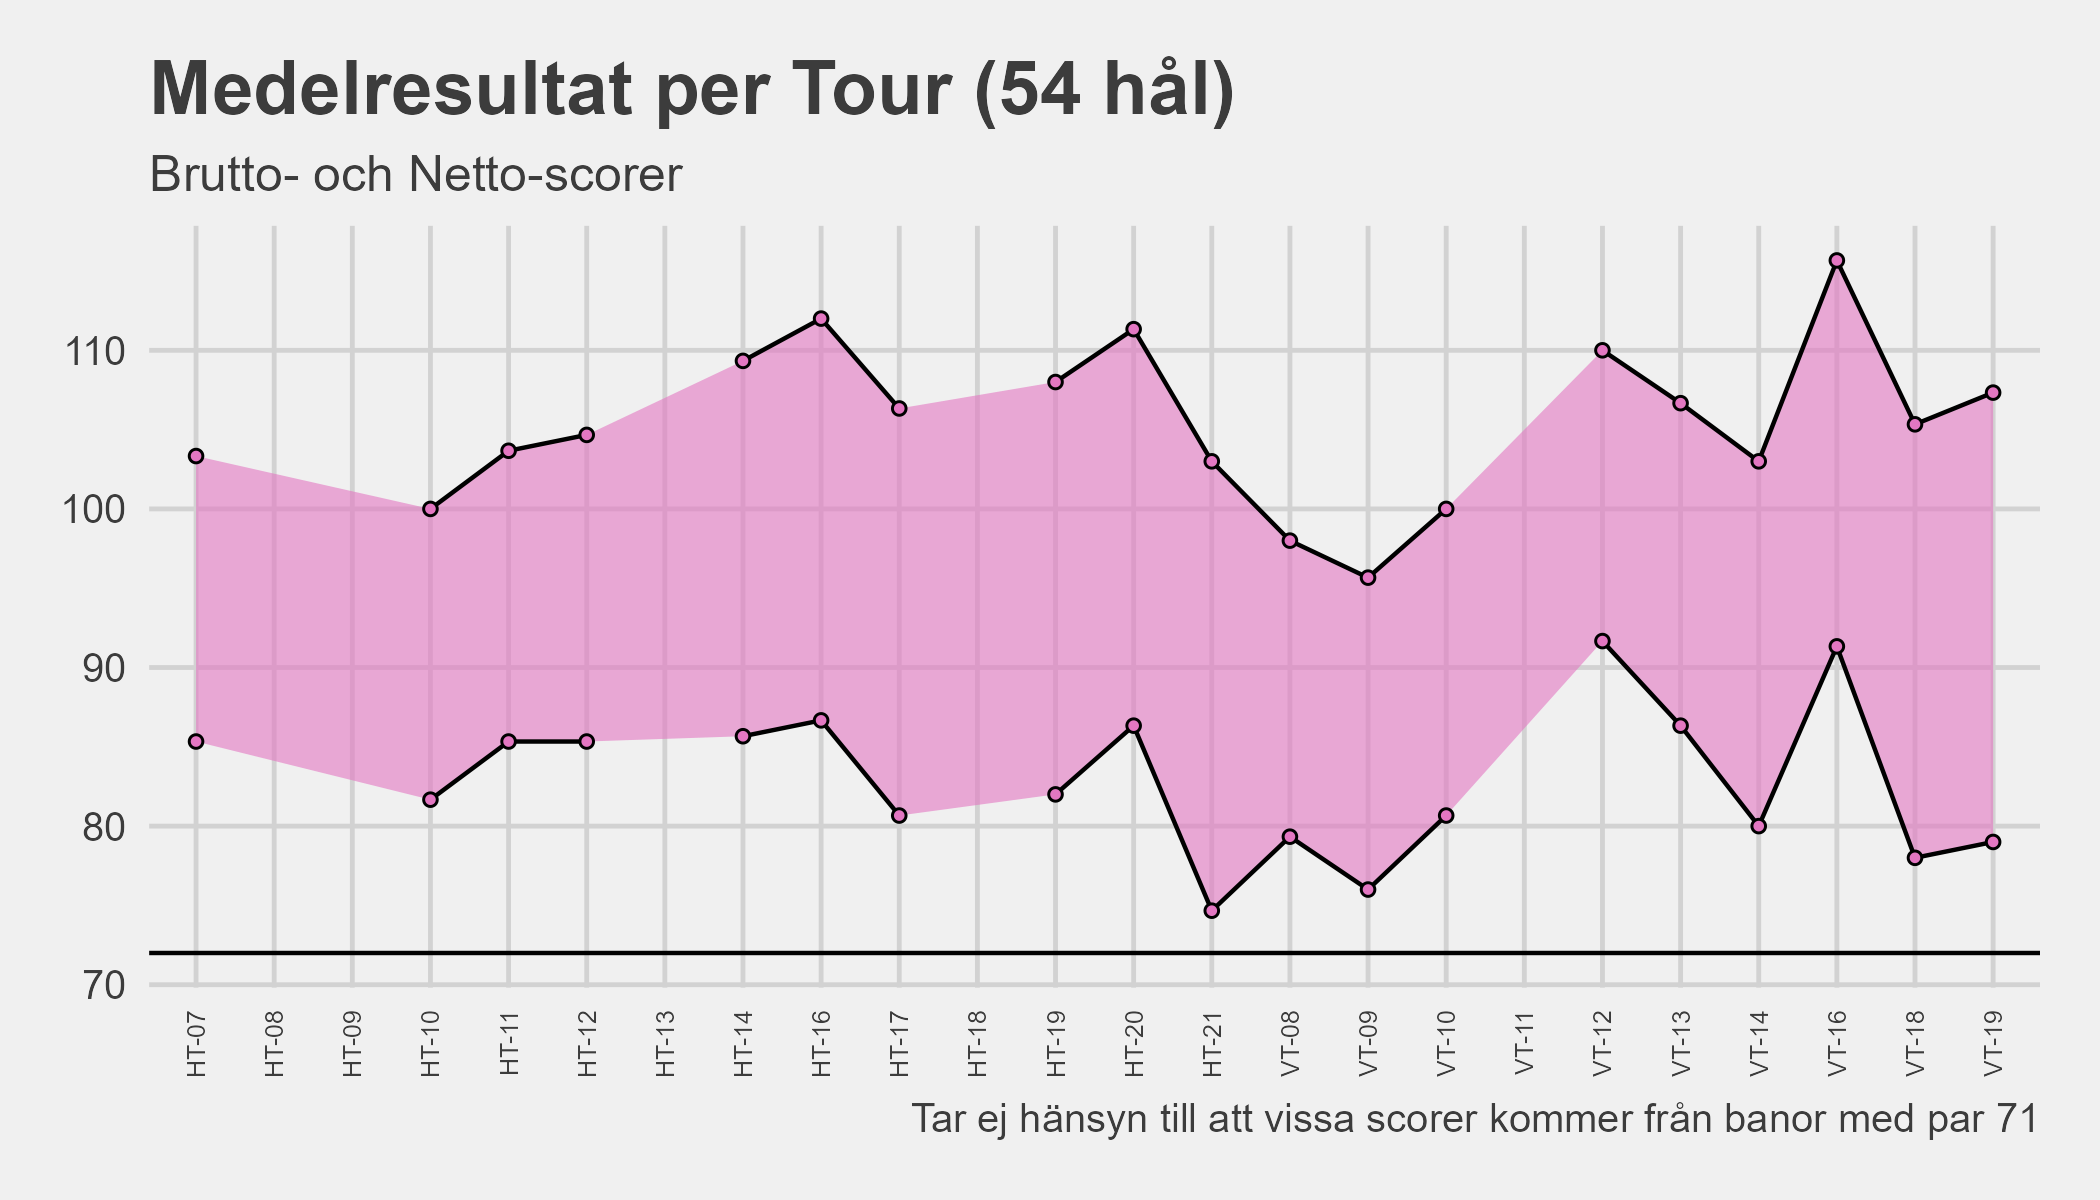 Medelresultat per Tour (54 hål)
Brutto- och Netto-scorer
110
100
90
80
70
HT-07
HT-08
HT-09
HT-10
HT-11
HT-12
HT-13
HT-14
HT-16
HT-17
HT-18
HT-19
HT-20
HT-21
VT-08
VT-09
VT-10
VT-11
VT-12
VT-13
VT-14
VT-16
VT-18
VT-19
Tar ej hänsyn till att vissa scorer kommer från banor med par 71